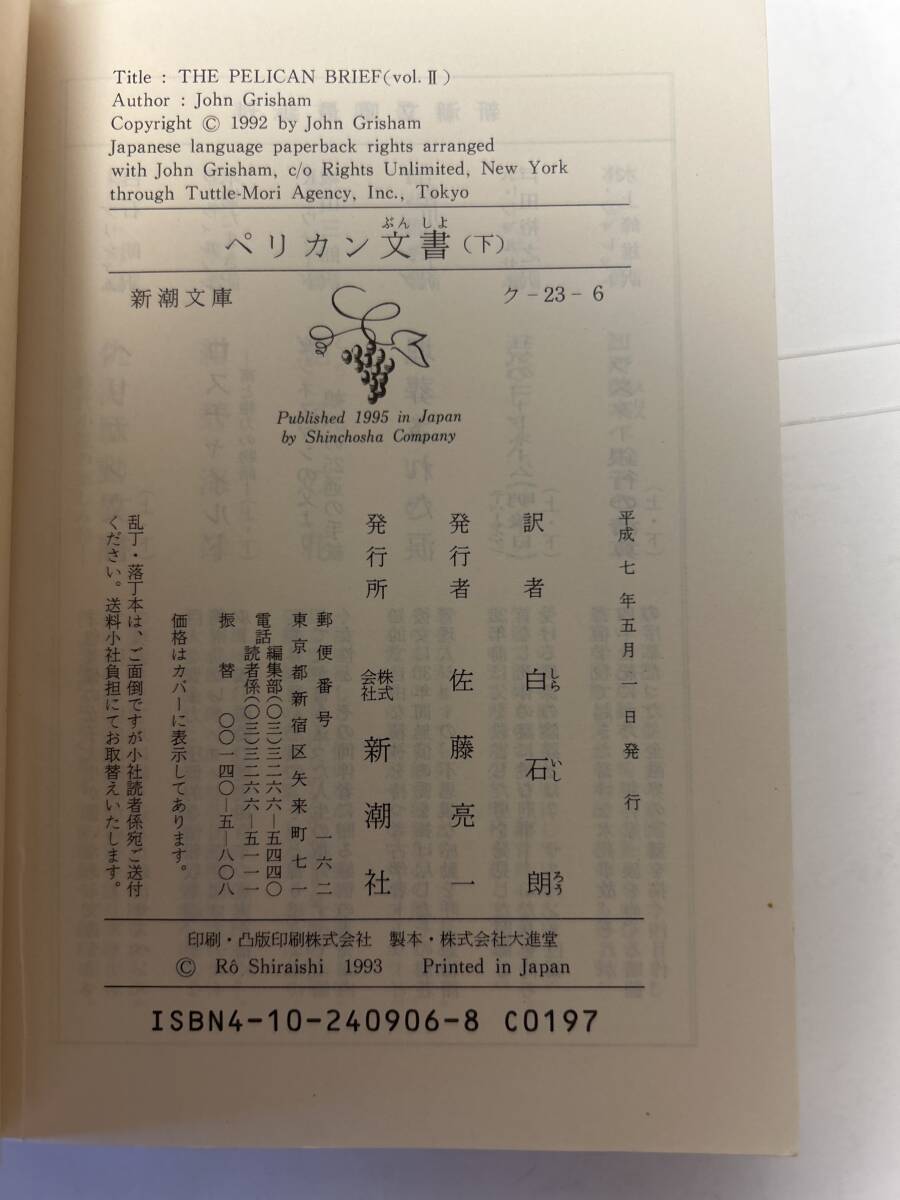 Title : THE PELICAN BRIEF(vol.Ⅱ)
Author : John Grisham
Copyright © 1992 by John Grisham
Japanese language paperback rights arranged
with John Grisham, c/o Rights Unlimited, New York
through Tuttle-Mori Agency, Inc., Tokyo
ぶんしよ
ペリカン文書(下)
新潮文庫 ク-23-6
Published 1995 in Japan
by Shinchosha Company
平成七年五月一日発行
訳者 白石朗
しら いし ろう
発行者 佐藤亮一
発行所 株式会社 新潮社
郵便番号 一六二
東京都新宿区矢来町七一
電話 編集部(〇三)三二六六―五四四〇
読者係(〇三)三二六六―五一一一
振替 〇〇一四〇―五―八〇八
価格はカバーに表示してあります。
乱丁・落丁本は、ご面倒ですが小社読者係宛ご送付
ください。送料小社負担にてお取替えいたします。
印刷・凸版印刷株式会社 製本・株式会社大進堂
© Rô Shiraishi 1993 Printed in Japan
ISBN4-10-240906-8 C0197